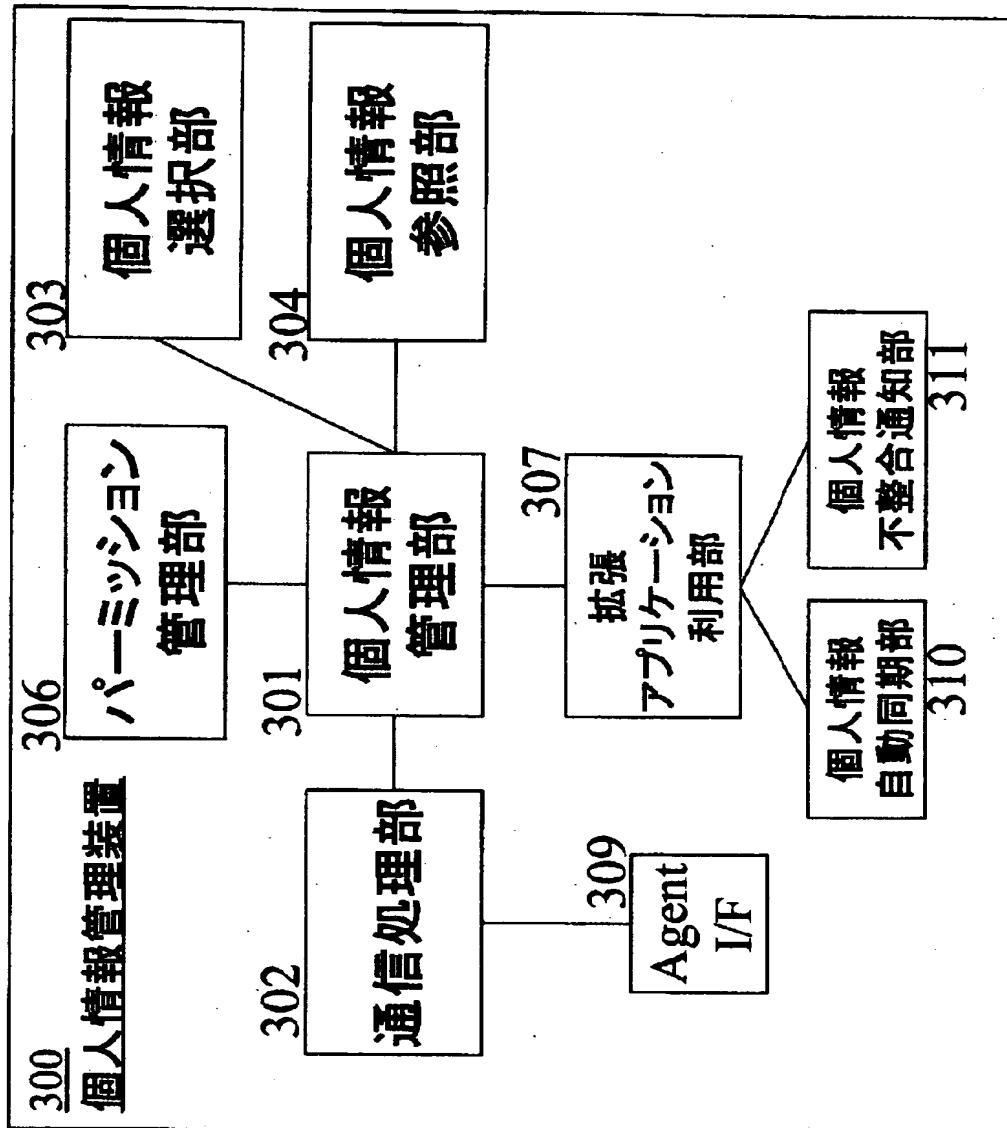 300
個人情報管理装置
306
パーミッション
管理部
303
個人情報
選択部
302
通信処理部
301
個人情報
管理部
304
個人情報
参照部
309
Agent
I/F
307
拡張
アプリケーション
利用部
310
個人情報
自動同期部
311
個人情報
不整合通知部